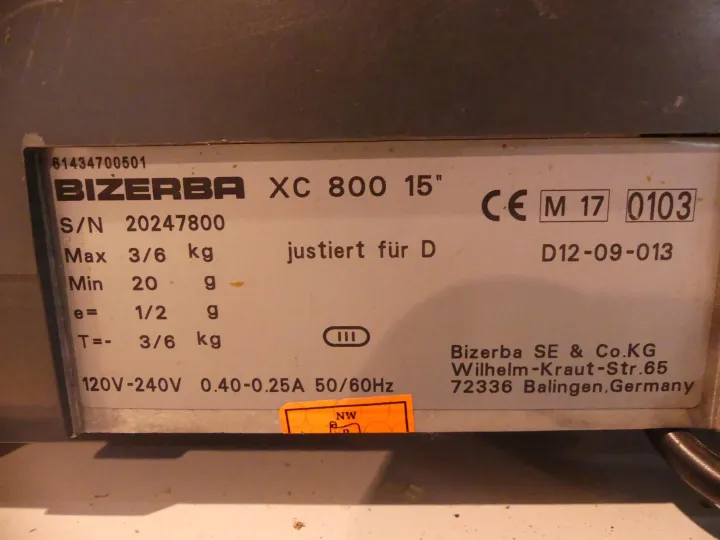 61434700501
BIZERBA XC 800 15"
CE M 17 0103
S/N 20247800
Max 3/6 kg justiert für D D12-09-013
Min 20 g
e= 1/2 g
T=- 3/6 kg III
Bizerba SE & Co.KG
Wilhelm-Kraut-Str.65
72336 Balingen,Germany
120V-240V 0.40-0.25A 50/60Hz
NW